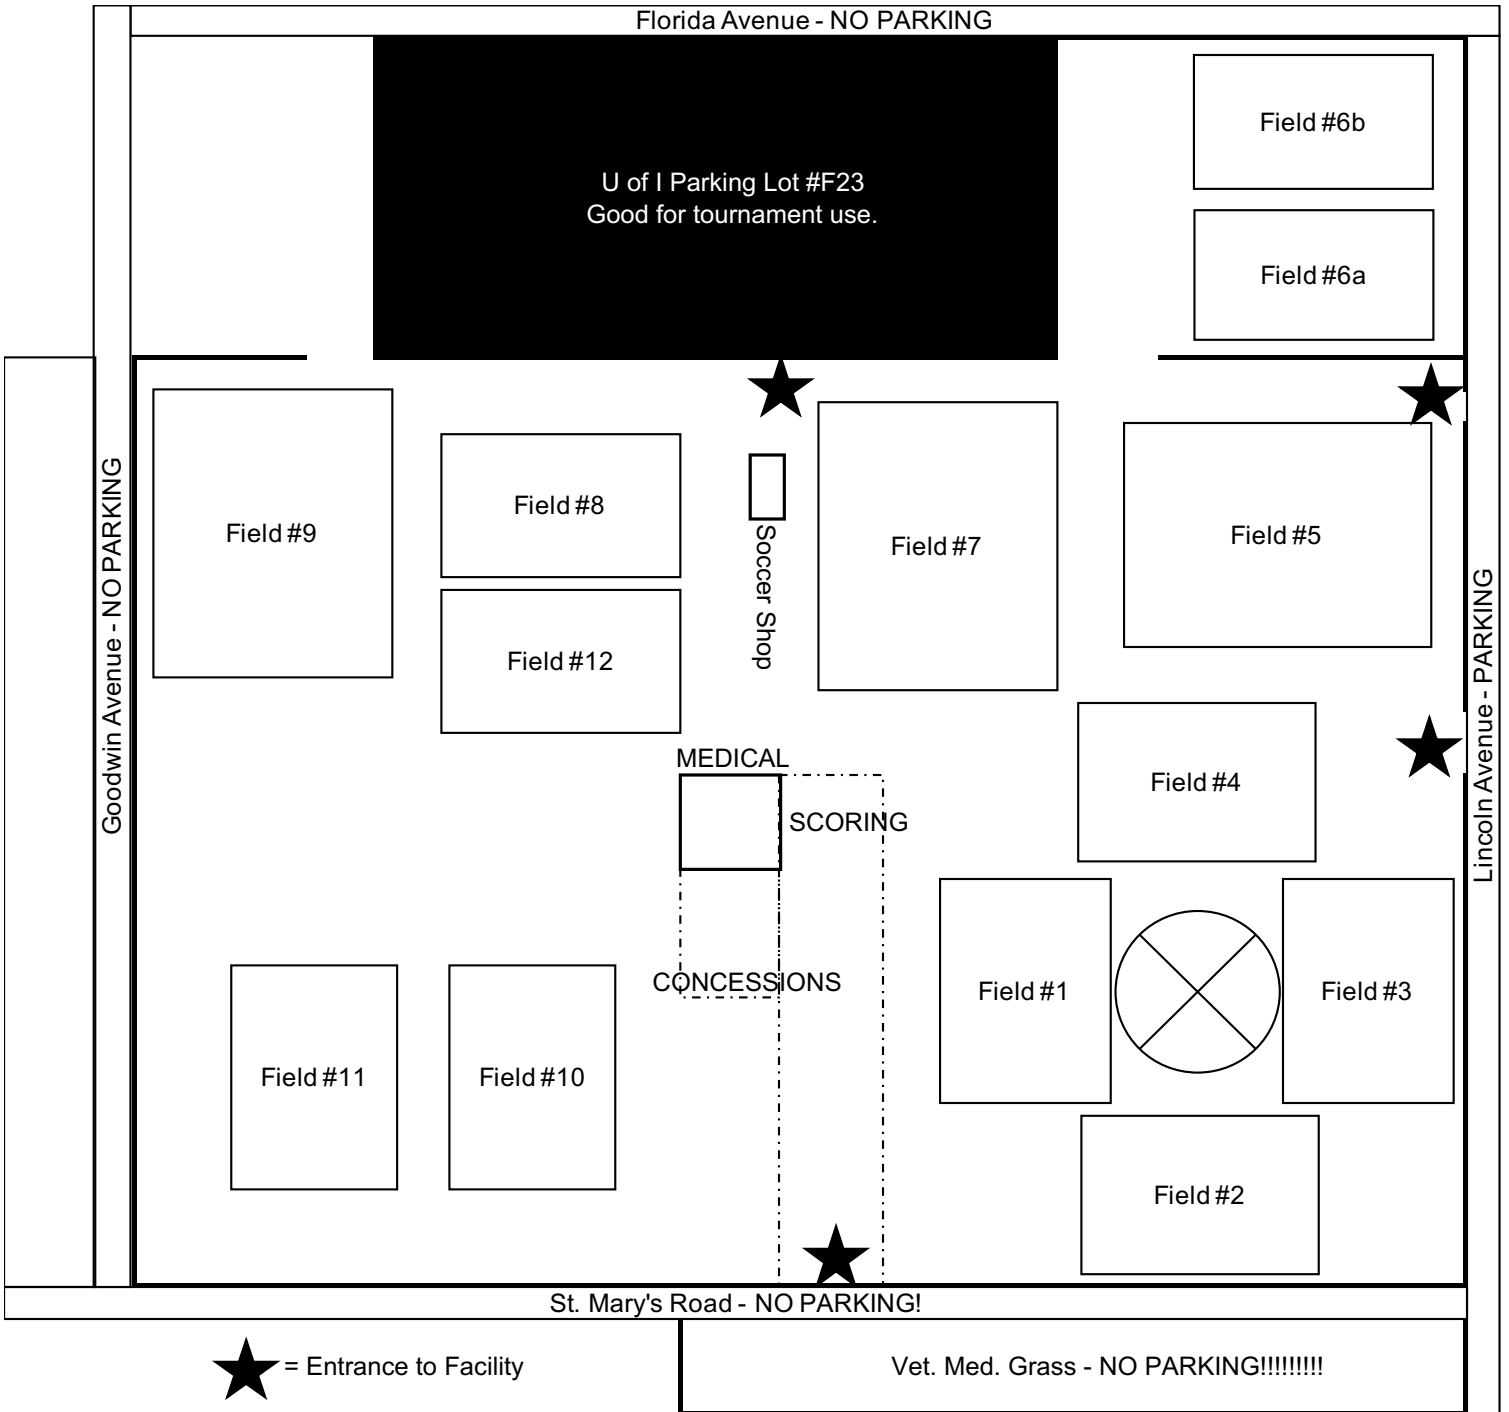 Florida Avenue - NO PARKING
Field #6b
U of I Parking Lot #F23
Good for tournament use.
Field #6a
Goodwin Avenue - NO PARKING
Field #9
Field #8
Soccer Shop
Field #7
Field #5
Lincoln Avenue - PARKING
Field #12
MEDICAL
Field #4
SCORING
CONCESSIONS
Field #1
Field #3
Field #11
Field #10
Field #2
St. Mary's Road - NO PARKING!
= Entrance to Facility
Vet. Med. Grass - NO PARKING!!!!!!!!!